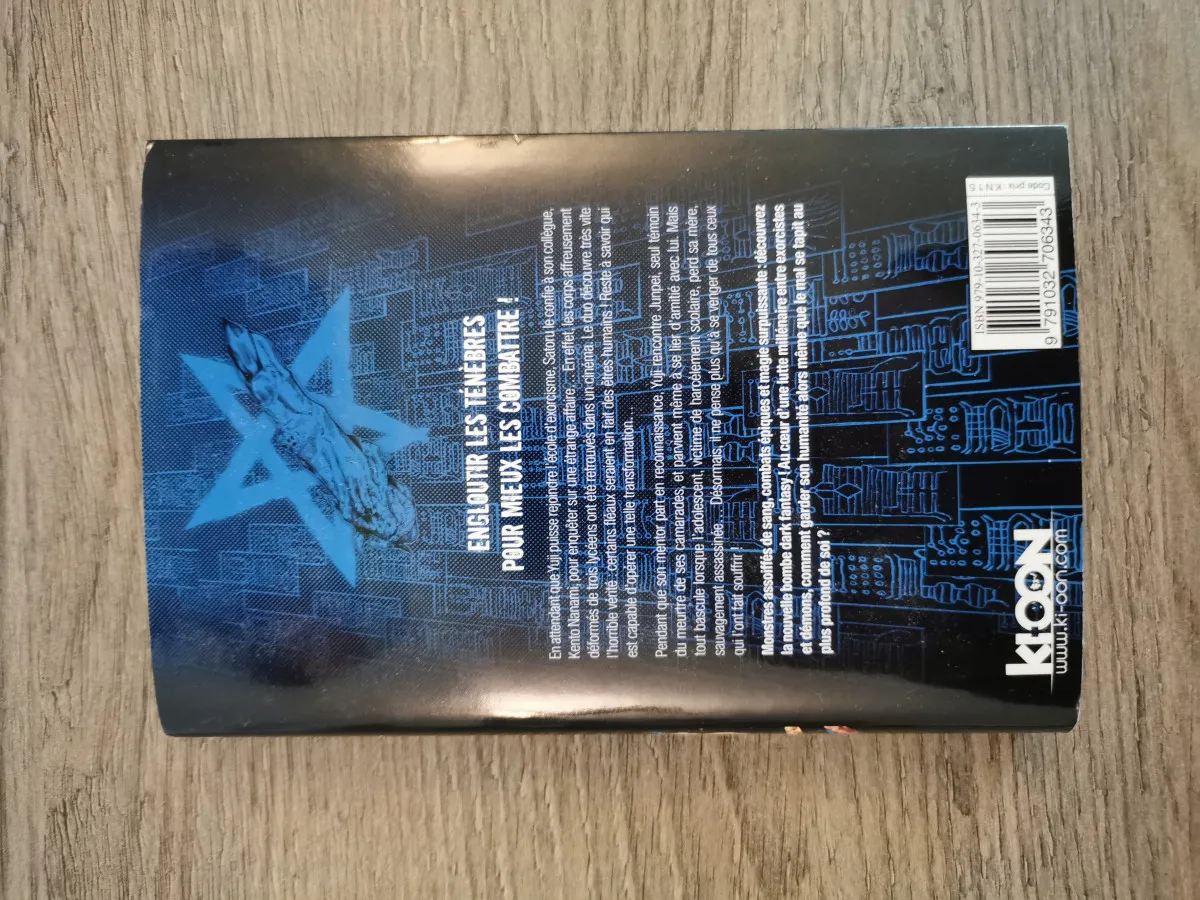 ENGLOUTIR LES TÉNÈBRES
POUR MIEUX LES COMBATTRE !
En attendant que Yuji puisse rejoindre l'école d'exorcisme, Satoru le confie à son collègue,
Kento Nanami, pour enquêter sur une étrange affaire… En effet, les corps affreusement
déformés de trois lycéens ont été retrouvés dans un cinéma. Le duo découvre très vite
l'horrible vérité : certains fléaux seraient en fait des êtres humains ! Reste à savoir qui
est capable d'opérer une telle transformation…
Pendant que son mentor part en reconnaissance, Yuji rencontre Junpei, seul témoin
du meurtre de ses camarades, et parvient même à se lier d'amitié avec lui. Mais
tout bascule lorsque l'adolescent, victime de harcèlement scolaire, perd sa mère,
sauvagement assassinée… Désormais, il ne pense plus qu'à se venger de tous ceux
qui l'ont fait souffrir !
Monstres assoiffés de sang, combats épiques et magie surpuissante : découvrez
la nouvelle bombe dark fantasy ! Au cœur d'une lutte millénaire entre exorcistes
et démons, comment garder son humanité alors même que le mal se tapit au
plus profond de soi ?
ki-oon
www.ki-oon.com
Code prix : KN15
ISBN 979-10-327-0634-3
9 791032 706343